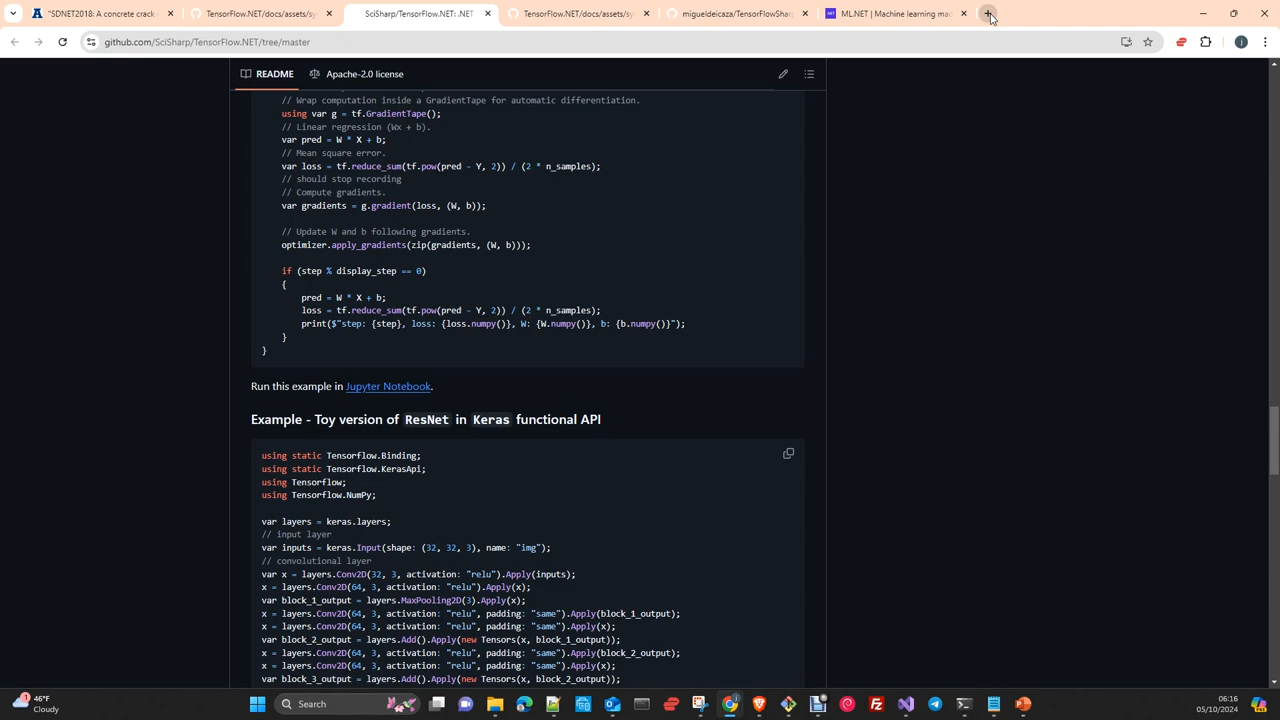 "SDNET2018: A concrete crack
TensorFlow.NET/docs/assets/sy
SciSharp/TensorFlow.NET: .NET
TensorFlow.NET/docs/assets/sy
migueldeicaza/TensorFlowSharp
ML.NET | Machine learning mad
github.com/SciSharp/TensorFlow.NET/tree/master
README
Apache-2.0 license
// Wrap computation inside a GradientTape for automatic differentiation.
using var g = tf.GradientTape();
// Linear regression (Wx + b).
var pred = W * X + b;
// Mean square error.
var loss = tf.reduce_sum(tf.pow(pred - Y, 2)) / (2 * n_samples);
// should stop recording
// Compute gradients.
var gradients = g.gradient(loss, (W, b));
// Update W and b following gradients.
optimizer.apply_gradients(zip(gradients, (W, b)));
if (step % display_step == 0)
{
pred = W * X + b;
loss = tf.reduce_sum(tf.pow(pred - Y, 2)) / (2 * n_samples);
print($"step: {step}, loss: {loss.numpy()}, W: {W.numpy()}, b: {b.numpy()}");
}
}
Run this example in Jupyter Notebook.
Example - Toy version of ResNet in Keras functional API
using static Tensorflow.Binding;
using static Tensorflow.KerasApi;
using Tensorflow;
using Tensorflow.NumPy;
var layers = keras.layers;
// input layer
var inputs = keras.Input(shape: (32, 32, 3), name: "img");
// convolutional layer
var x = layers.Conv2D(32, 3, activation: "relu").Apply(inputs);
x = layers.Conv2D(64, 3, activation: "relu").Apply(x);
var block_1_output = layers.MaxPooling2D(3).Apply(x);
x = layers.Conv2D(64, 3, activation: "relu", padding: "same").Apply(block_1_output);
x = layers.Conv2D(64, 3, activation: "relu", padding: "same").Apply(x);
var block_2_output = layers.Add().Apply(new Tensors(x, block_1_output));
x = layers.Conv2D(64, 3, activation: "relu", padding: "same").Apply(block_2_output);
x = layers.Conv2D(64, 3, activation: "relu", padding: "same").Apply(x);
var block_3_output = layers.Add().Apply(new Tensors(x, block_2_output));
1
46°F
Cloudy
Search
06:16
05/10/2024